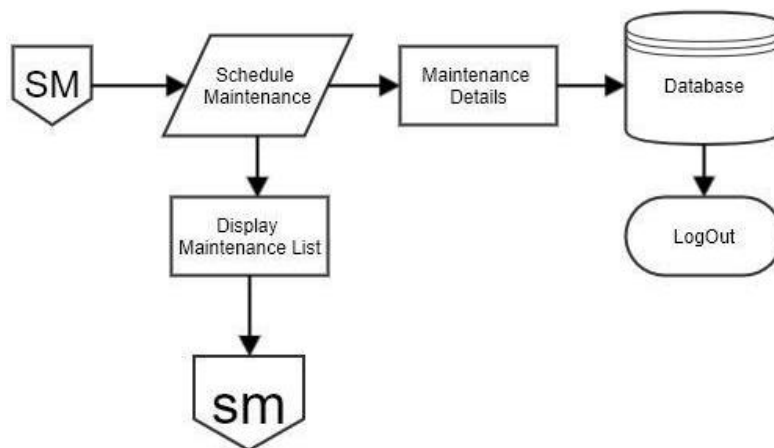 SM
Schedule
Maintenance
Maintenance
Details
Database
Display
Maintenance List
LogOut
sm